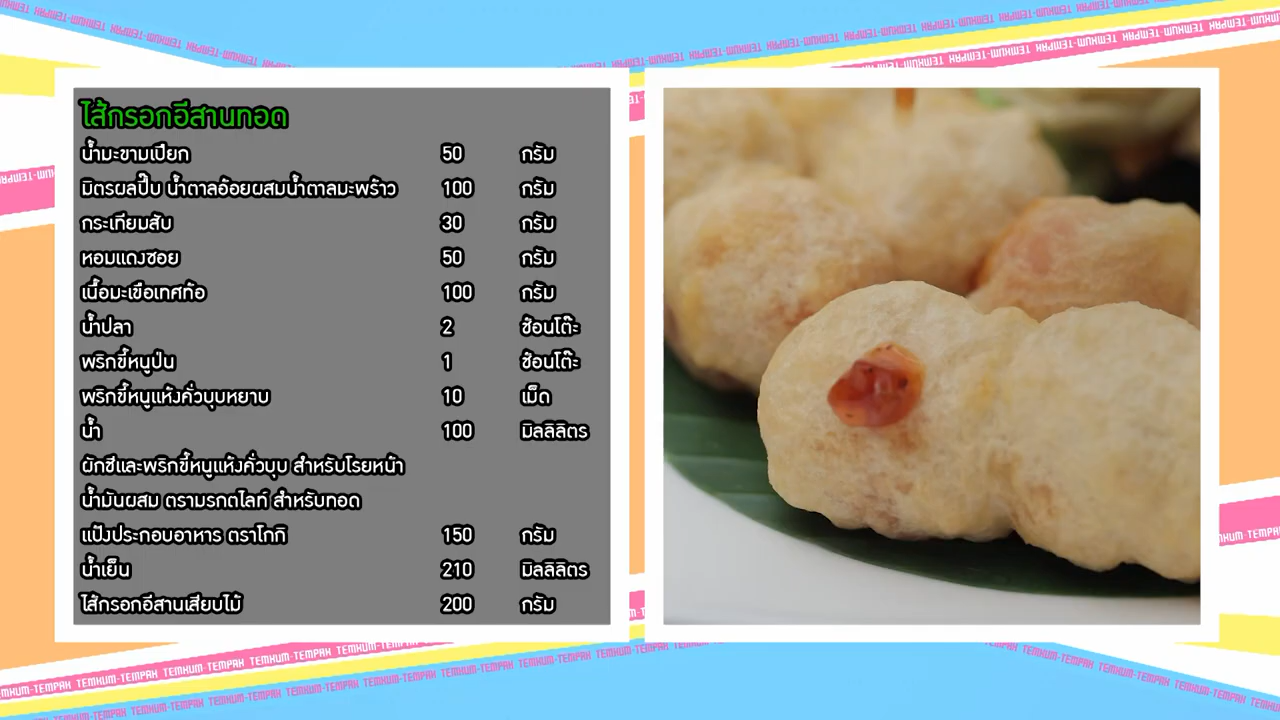 ไส้กรอกอีสานทอด
น้ำมะขามเปียก 50 กรัม
มิตรผลปี๊บ น้ำตาลอ้อยผสมน้ำตาลมะพร้าว 100 กรัม
กระเทียมสับ 30 กรัม
หอมแดงซอย 50 กรัม
เนื้อมะเขือเทศท้อ 100 กรัม
น้ำปลา 2 ช้อนโต๊ะ
พริกขี้หนูป่น 1 ช้อนโต๊ะ
พริกขี้หนูแห้งคั่วบุบหยาบ 10 เม็ด
น้ำ 100 มิลลิลิตร
ผักชีและพริกขี้หนูแห้งคั่วบุบ สำหรับโรยหน้า
น้ำมันผสม ตรามรกตไลท์ สำหรับทอด
แป้งประกอบอาหาร ตราโกกิ 150 กรัม
น้ำเย็น 210 มิลลิลิตร
ไส้กรอกอีสานเสียบไม้ 200 กรัม
TEMHUM-TEMPAK TEMHUM-TEMPAK TEMHUM-TEMPAK